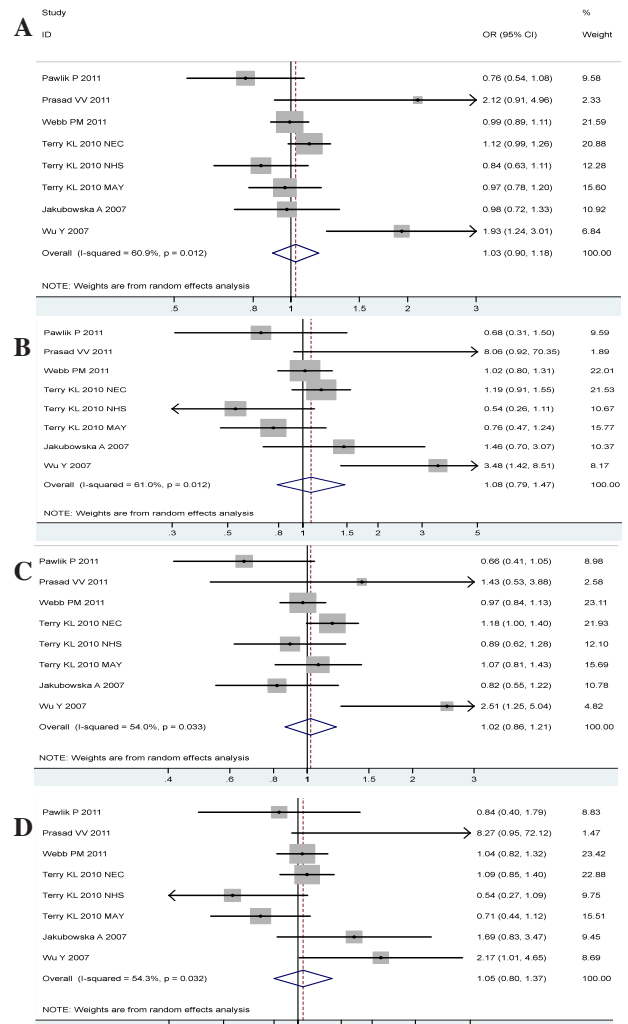 Study %
A ID OR (95% CI) Weight
Pawlik P 2011 0.76 (0.54, 1.08) 9.58
Prasad VV 2011 2.12 (0.91, 4.96) 2.33
Webb PM 2011 0.99 (0.89, 1.11) 21.59
Terry KL 2010 NEC 1.12 (0.99, 1.26) 20.88
Terry KL 2010 NHS 0.84 (0.63, 1.11) 12.28
Terry KL 2010 MAY 0.97 (0.78, 1.20) 15.60
Jakubowska A 2007 0.98 (0.72, 1.33) 10.92
Wu Y 2007 1.93 (1.24, 3.01) 6.84
Overall (I-squared = 60.9%, p = 0.012) 1.03 (0.90, 1.18) 100.00
NOTE: Weights are from random effects analysis
.5 .8 1 1.5 2 3
Pawlik P 2011 0.68 (0.31, 1.50) 9.59
B Prasad VV 2011 8.06 (0.92, 70.35) 1.89
Webb PM 2011 1.02 (0.80, 1.31) 22.01
Terry KL 2010 NEC 1.19 (0.91, 1.55) 21.53
Terry KL 2010 NHS 0.54 (0.26, 1.11) 10.67
Terry KL 2010 MAY 0.76 (0.47, 1.24) 15.77
Jakubowska A 2007 1.46 (0.70, 3.07) 10.37
Wu Y 2007 3.48 (1.42, 8.51) 8.17
Overall (I-squared = 61.0%, p = 0.012) 1.08 (0.79, 1.47) 100.00
NOTE: Weights are from random effects analysis
.3 .5 .8 1 1.5 2 3 5
Pawlik P 2011 0.66 (0.41, 1.05) 8.98
C Prasad VV 2011 1.43 (0.53, 3.88) 2.58
Webb PM 2011 0.97 (0.84, 1.13) 23.11
Terry KL 2010 NEC 1.18 (1.00, 1.40) 21.93
Terry KL 2010 NHS 0.89 (0.62, 1.28) 12.10
Terry KL 2010 MAY 1.07 (0.81, 1.43) 15.69
Jakubowska A 2007 0.82 (0.55, 1.22) 10.78
Wu Y 2007 2.51 (1.25, 5.04) 4.82
Overall (I-squared = 54.0%, p = 0.033) 1.02 (0.86, 1.21) 100.00
NOTE: Weights are from random effects analysis
.4 .6 .8 1 1.5 2 3
Pawlik P 2011 0.84 (0.40, 1.79) 8.83
D Prasad VV 2011 8.27 (0.95, 72.12) 1.47
Webb PM 2011 1.04 (0.82, 1.32) 23.42
Terry KL 2010 NEC 1.09 (0.85, 1.40) 22.88
Terry KL 2010 NHS 0.54 (0.27, 1.09) 9.75
Terry KL 2010 MAY 0.71 (0.44, 1.12) 15.51
Jakubowska A 2007 1.69 (0.83, 3.47) 9.45
Wu Y 2007 2.17 (1.01, 4.65) 8.69
Overall (I-squared = 54.3%, p = 0.032) 1.05 (0.80, 1.37) 100.00
NOTE: Weights are from random effects analysis